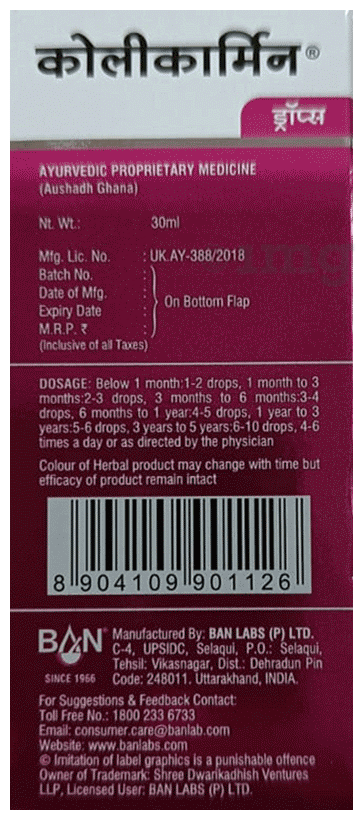 कोलीकार्मिन®
ड्रॉप्स
AYURVEDIC PROPRIETARY MEDICINE
(Aushadh Ghana)
Nt. Wt.: 30ml
Mfg. Lic. No. : UK.AY-388/2018
Batch No. :
Date of Mfg. :
On Bottom Flap
Expiry Date :
M.R.P. ₹ :
(Inclusive of all Taxes)
DOSAGE: Below 1 month:1-2 drops, 1 month to 3
months:2-3 drops, 3 months to 6 months:3-4
drops, 6 months to 1 year:4-5 drops, 1 year to 3
years:5-6 drops, 3 years to 5 years:6-10 drops, 4-6
times a day or as directed by the physician
Colour of Herbal product may change with time but
efficacy of product remain intact
8 904109 901126
BAN
SINCE 1966
Manufactured By: BAN LABS (P) LTD.
C-4, UPSIDC, Selaqui, P.O.: Selaqui,
Tehsil: Vikasnagar, Dist.: Dehradun Pin
Code: 248011. Uttarakhand, INDIA.
For Suggestions & Feedback Contact:
Toll Free No.: 1800 233 6733
Email: consumer.care@banlab.com
Website: www.banlabs.com
© Imitation of label graphics is a punishable offence
Owner of Trademark: Shree Dwarikadhish Ventures
LLP, Licensed User: BAN LABS (P) LTD.